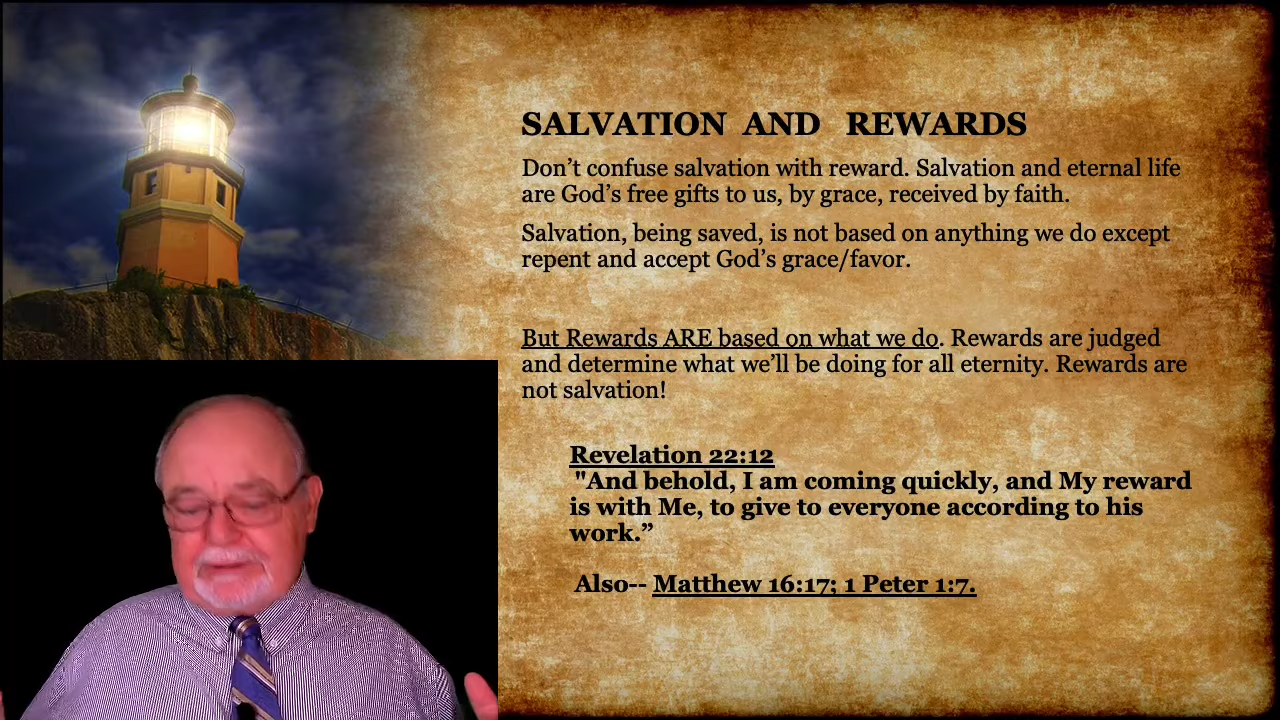 SALVATION AND REWARDS
Don’t confuse salvation with reward. Salvation and eternal life
are God’s free gifts to us, by grace, received by faith.
Salvation, being saved, is not based on anything we do except
repent and accept God’s grace/favor.
But Rewards ARE based on what we do. Rewards are judged
and determine what we’ll be doing for all eternity. Rewards are
not salvation!
Revelation 22:12
"And behold, I am coming quickly, and My reward
is with Me, to give to everyone according to his
work.”
Also-- Matthew 16:17; 1 Peter 1:7.